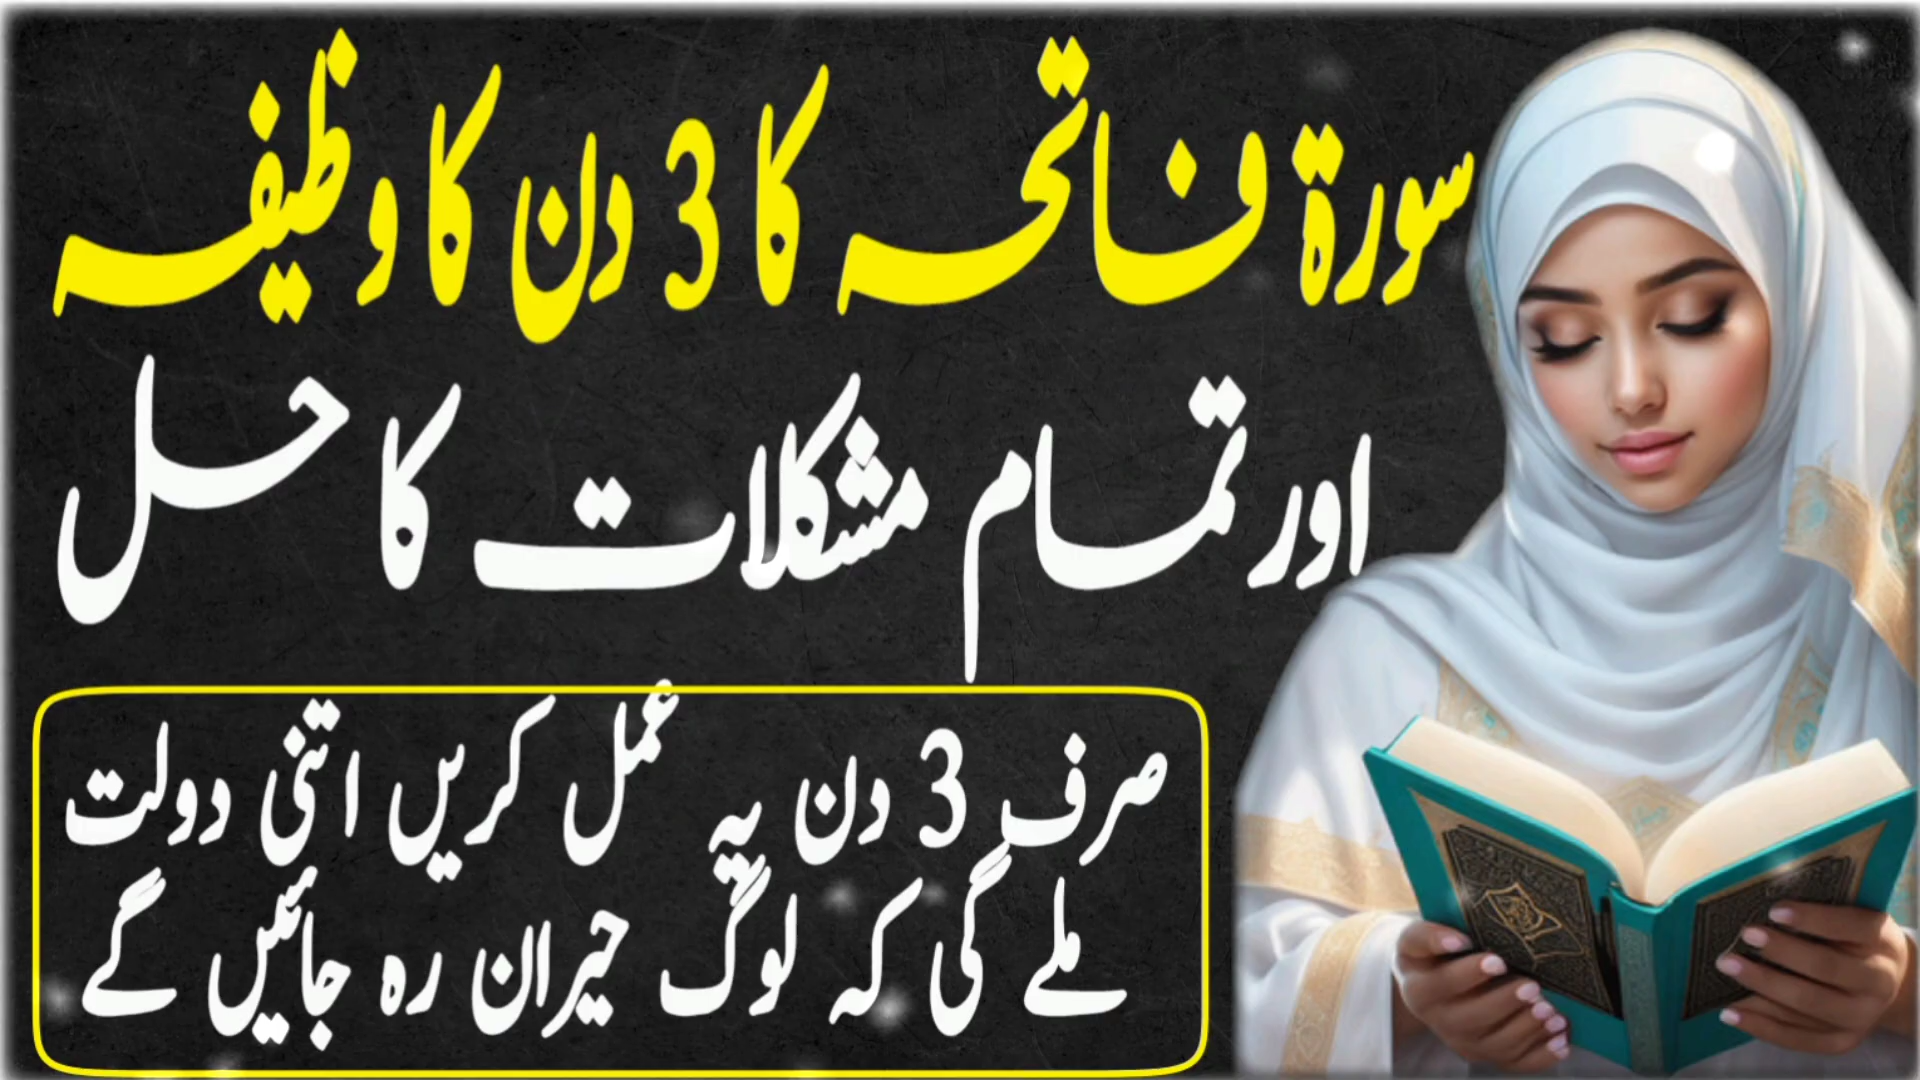 سورۃ فاتحہ کا 3 دن کا وظیفہ
اور تمام مشکلات کا حل
صرف 3 دن یہ عمل کریں اتنی دولت
ملے گی کہ لوگ حیران رہ جائیں گے